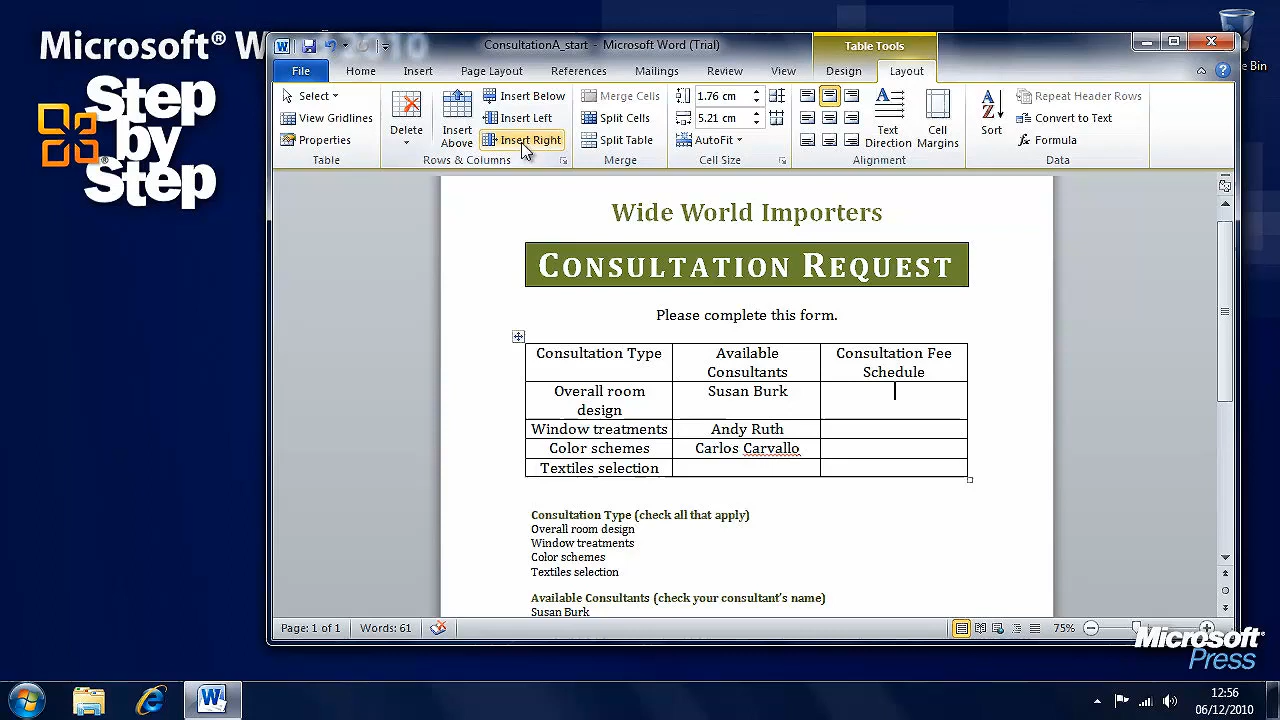 Microsoft® W 2010
Step
by
Step
ConsultationA_start - Microsoft Word (Trial)
Table Tools
File Home Insert Page Layout References Mailings Review View Design Layout
Select
View Gridlines
Properties
Table
Delete
Insert Above
Insert Below
Insert Left
Insert Right
Rows & Columns
Merge Cells
Split Cells
Split Table
Merge
1.76 cm
5.21 cm
AutoFit
Cell Size
Text Direction
Cell Margins
Alignment
Sort
Repeat Header Rows
Convert to Text
Formula
Data
e Bin
Wide World Importers
CONSULTATION REQUEST
Please complete this form.
Consultation Type
Available
Consultants
Consultation Fee
Schedule
Overall room
design
Susan Burk
Window treatments Andy Ruth
Color schemes Carlos Carvallo
Textiles selection
Consultation Type (check all that apply)
Overall room design
Window treatments
Color schemes
Textiles selection
Available Consultants (check your consultant's name)
Susan Burk
Page: 1 of 1 Words: 61 75%
Microsoft
Press
12:56
06/12/2010